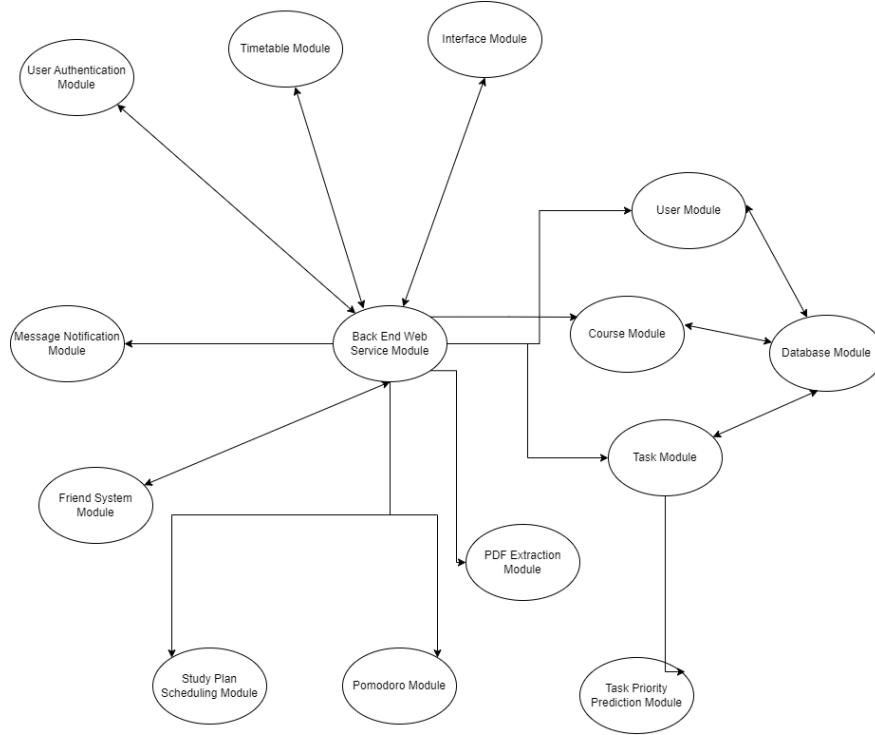 Interface Module
Timetable Module
User Authentication
Module
User Module
Message Notification
Module
Back End Web
Service Module
Course Module
Database Module
Task Module
Friend System
Module
PDF Extraction
Module
Study Plan
Scheduling Module
Pomodoro Module
Task Priority
Prediction Module